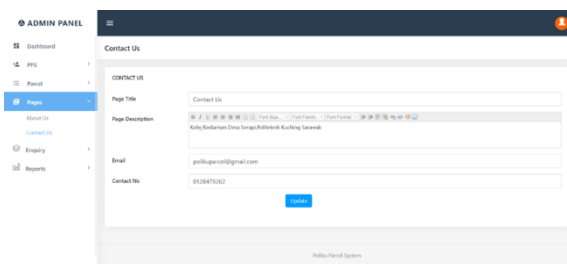 ADMIN PANEL
Dashboard
PPS
Parcel
Pages
About Us
Contact Us
Enquiry
Reports
Contact Us
CONTACT US
Page Title
Contact Us
Page Description
Font Size... Font Family. Font Format
Kolej Kediaman Desa Serapi,Politeknik Kuching Sarawak
Email
polikuparcel@gmail.com
Contact No
0128479262
Update
Poliku Parcel System